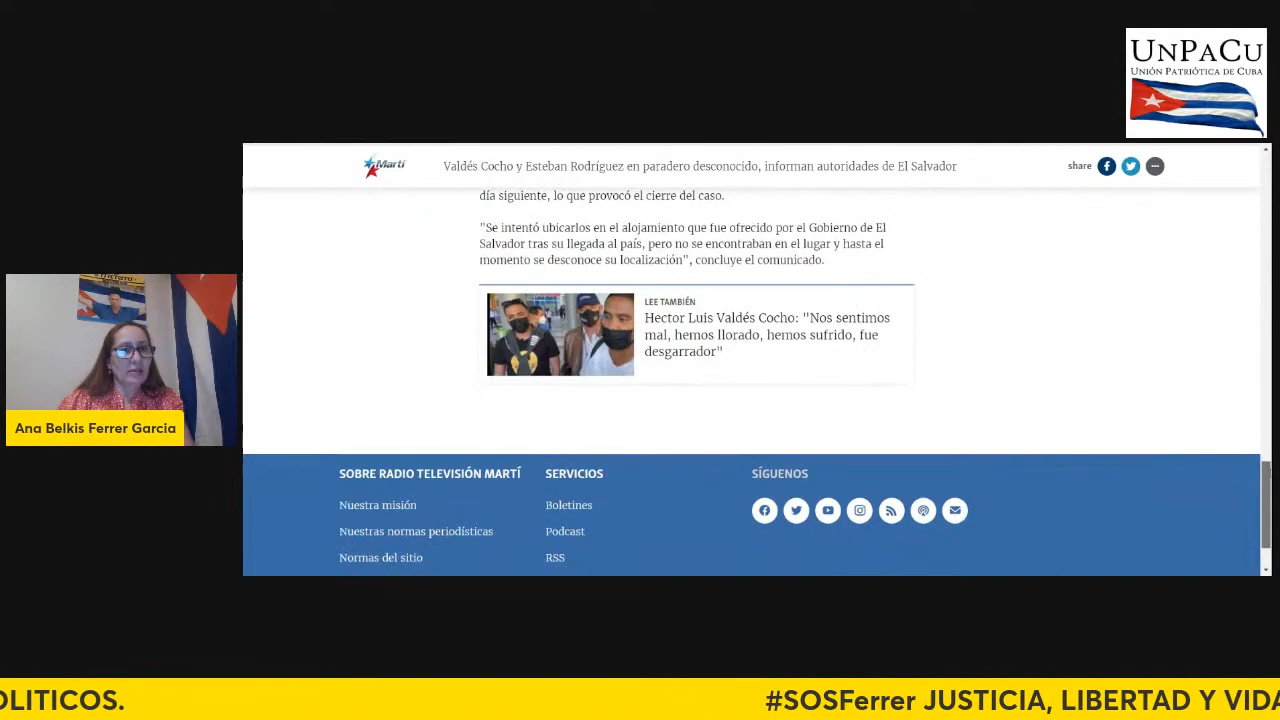 UNPACU
UNIÓN PATRIÓTICA DE CUBA
Martí
Valdés Cocho y Esteban Rodríguez en paradero desconocido, informan autoridades de El Salvador
share
día siguiente, lo que provocó el cierre del caso.
"Se intentó ubicarlos en el alojamiento que fue ofrecido por el Gobierno de El
Salvador tras su llegada al país, pero no se encontraban en el lugar y hasta el
momento se desconoce su localización", concluye el comunicado.
LEE TAMBIÉN
Hector Luis Valdés Cocho: "Nos sentimos
mal, hemos llorado, hemos sufrido, fue
desgarrador"
Ana Belkis Ferrer Garcia
SOBRE RADIO TELEVISIÓN MARTÍ
Nuestra misión
Nuestras normas periodísticas
Normas del sitio
SERVICIOS
Boletines
Podcast
RSS
SÍGUENOS
OLITICOS.
#SOSFerrer JUSTICIA, LIBERTAD Y VIDA